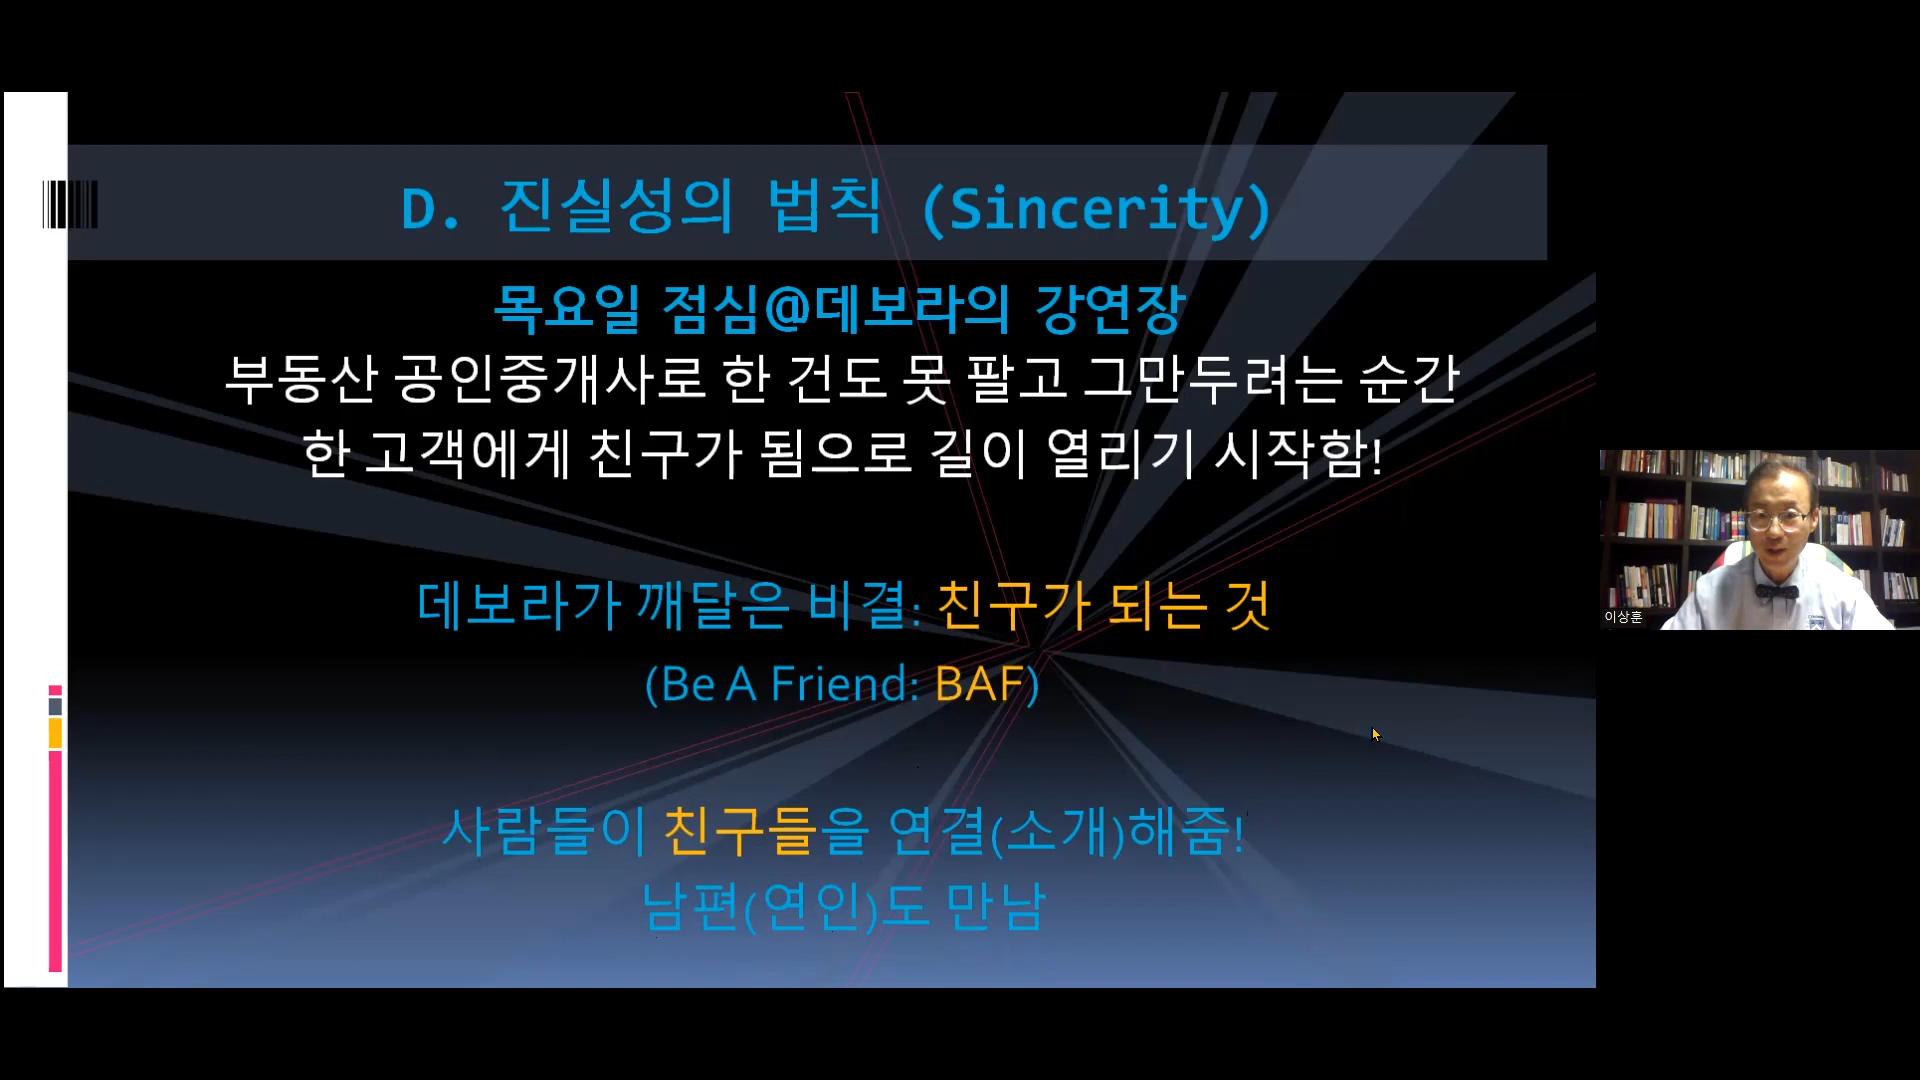 D. 진실성의 법칙 (Sincerity)
목요일 점심@데보라의 강연장
부동산 공인중개사로 한 건도 못 팔고 그만두려는 순간
한 고객에게 친구가 됨으로 길이 열리기 시작함!
데보라가 깨달은 비결: 친구가 되는 것
(Be A Friend: BAF)
사람들이 친구들을 연결(소개)해줌!
남편(연인)도 만남
이상훈